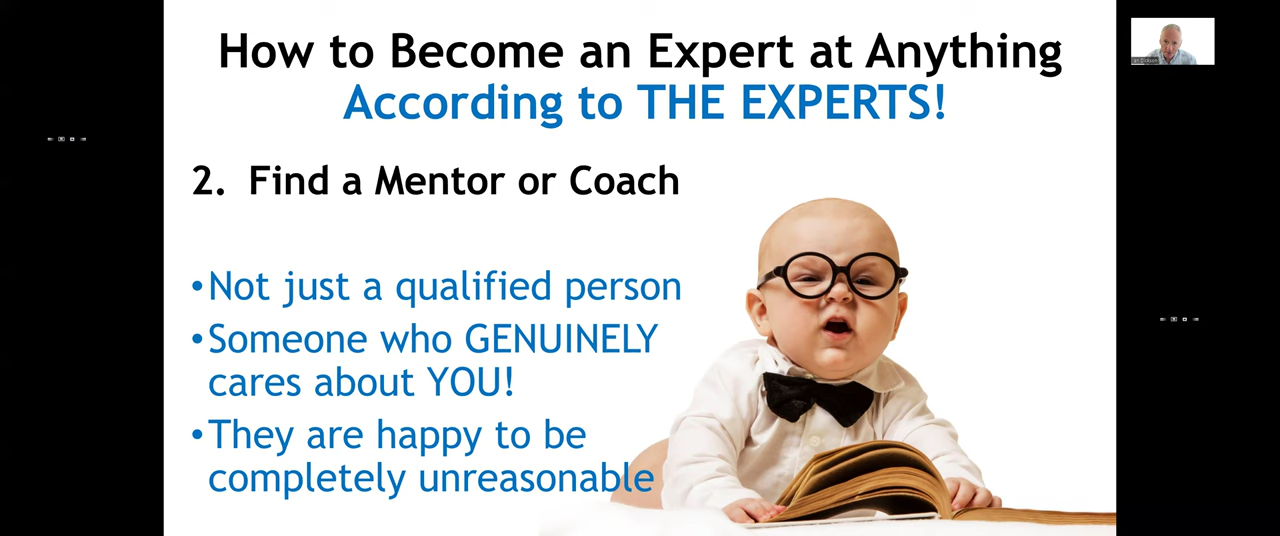 How to Become an Expert at Anything
According to THE EXPERTS!
2. Find a Mentor or Coach
•Not just a qualified person
•Someone who GENUINELY
cares about YOU!
•They are happy to be
completely unreasonable